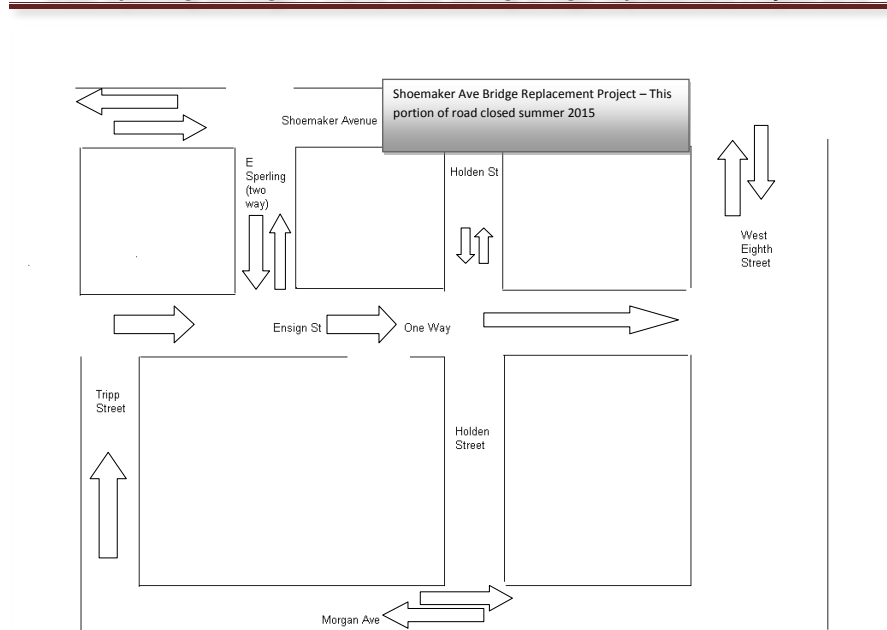 Shoemaker Ave Bridge Replacement Project – This
portion of road closed summer 2015
Shoemaker Avenue
E
Sperling
(two
way)
Holden St
West
Eighth
Street
Ensign St
One Way
Tripp
Street
Holden
Street
Morgan Ave